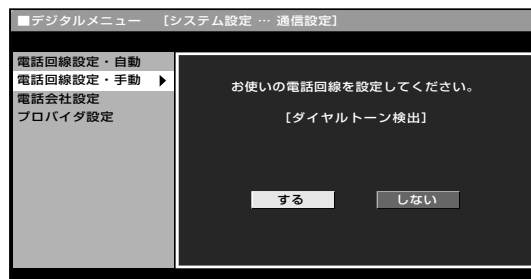 ■デジタルメニュー [システム設定 … 通信設定]
電話回線設定・自動
電話回線設定・手動 ▶
電話会社設定
プロバイダ設定
お使いの電話回線を設定してください。
[ダイヤルトーン検出]
する しない